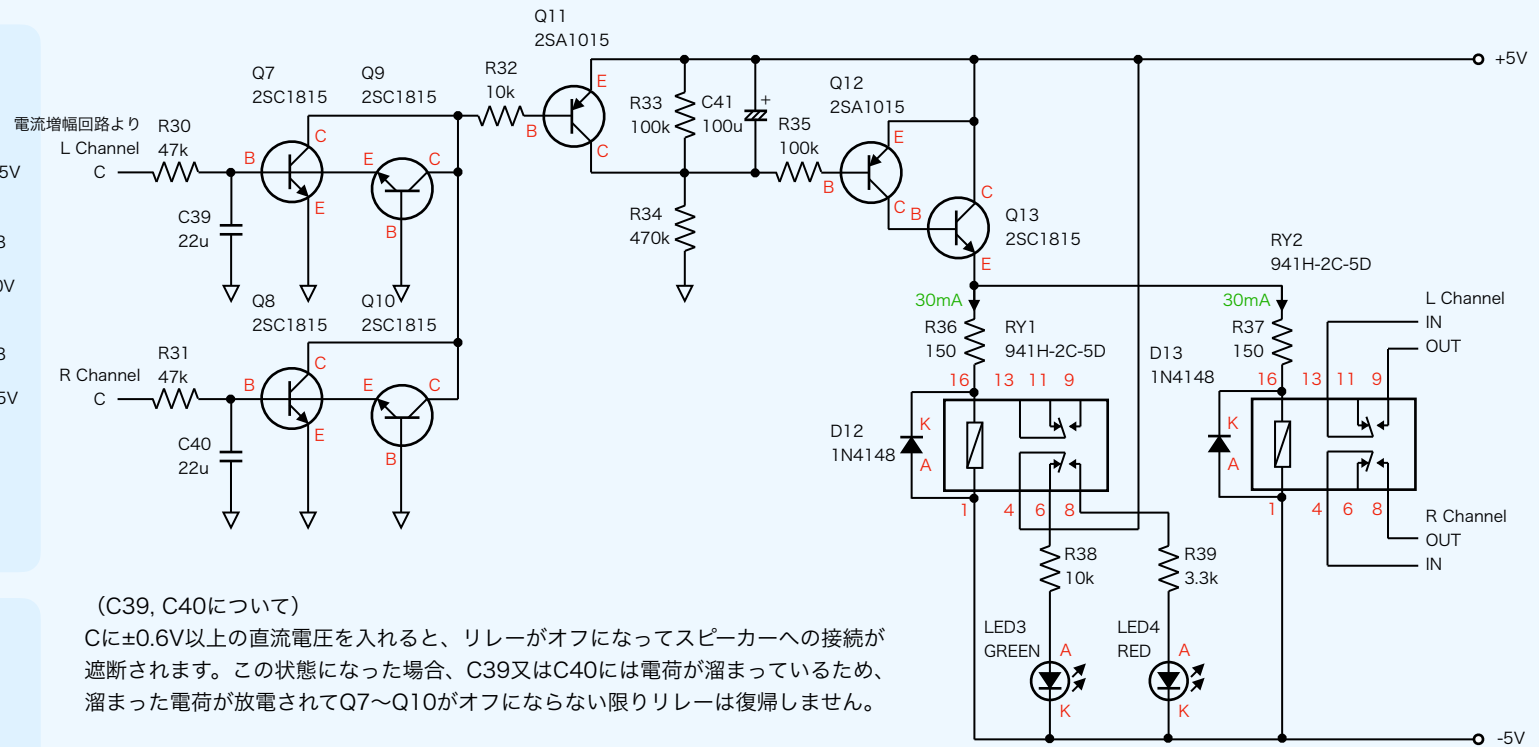 Q11
2SA1015
+5V
Q7
2SC1815
Q9
2SC1815
R32
10k
E
B
C
R33
100k
C41
100u
+
Q12
2SA1015
電流増幅回路より
L Channel
C
R30
47k
B
C
E
E
C
B
R35
100k
B
E
C
B
C
E
Q13
2SC1815
5V
C39
22u
R34
470k
3
0V
RY2
941H-2C-5D
Q8
2SC1815
Q10
2SC1815
30mA
R36
150
RY1
941H-2C-5D
30mA
R37
150
L Channel
IN
OUT
3
R31
47k
R Channel
C
B
C
E
E
C
B
5V
D13
1N4148
16
13
11
9
16
13
11
9
C40
22u
D12
1N4148
K
A
K
A
1
4
6
8
1
4
6
8
R Channel
OUT
IN
R38
10k
R39
3.3k
(C39, C40について)
Cに±0.6V以上の直流電圧を入れると、リレーがオフになってスピーカーへの接続が
遮断されます。この状態になった場合、C39又はC40には電荷が溜まっているため、
溜まった電荷が放電されてQ7〜Q10がオフにならない限りリレーは復帰しません。
LED3
GREEN
A
K
LED4
RED
A
K
-5V